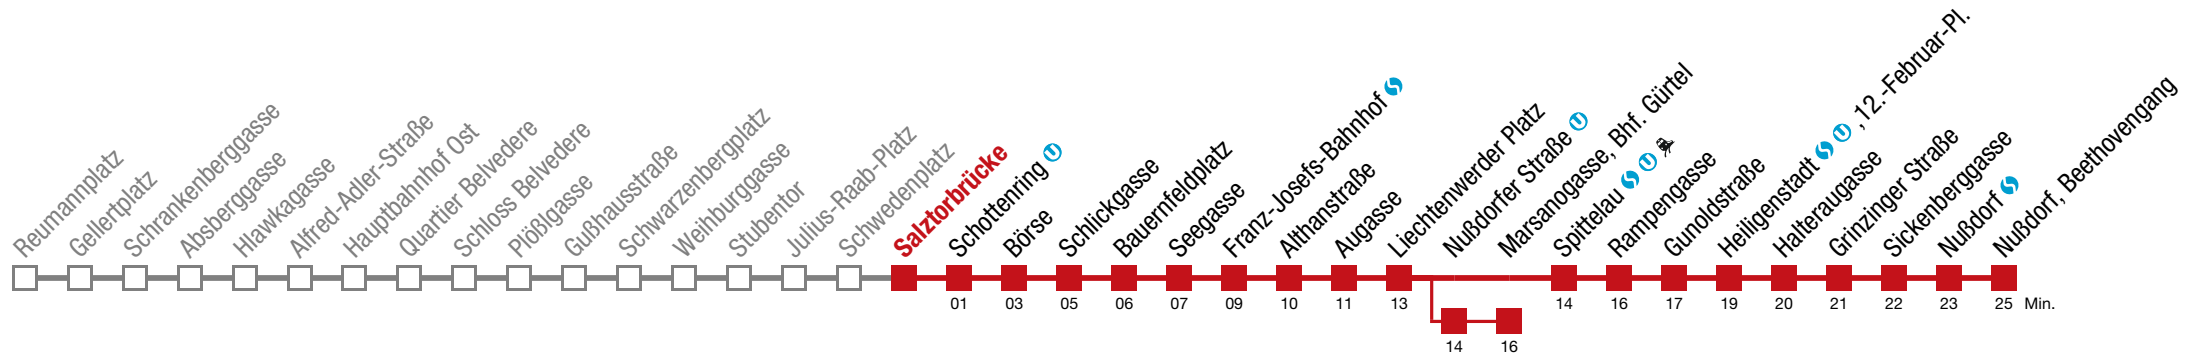 Reumannplatz
Gellertplatz
Schrankenberggasse
Absberggasse
Hlawkagasse
Alfred-Adler-Straße
Hauptbahnhof Ost
Quartier Belvedere
Schloss Belvedere
Plößlgasse
Gußhausstraße
Schwarzenbergplatz
Weihburggasse
Stubentor
Julius-Raab-Platz
Schwedenplatz
Salztorbrücke
Schottenring U
Börse
Schlickgasse
Bauernfeldplatz
Seegasse
Franz-Josefs-Bahnhof S
Althanstraße
Augasse
Liechtenwerder Platz
Nußdorfer Straße U
Marsanogasse, Bhf. Gürtel
Spittelau S U
Rampengasse
Gunoldstraße
Heiligenstadt S U , 12.-Februar-Pl.
Halteraugasse
Grinzinger Straße
Sickenberggasse
Nußdorf S
Nußdorf, Beethovengang
01 03 05 06 07 09 10 11 13 14 16 17 19 20 21 22 23 25 Min.
14 16